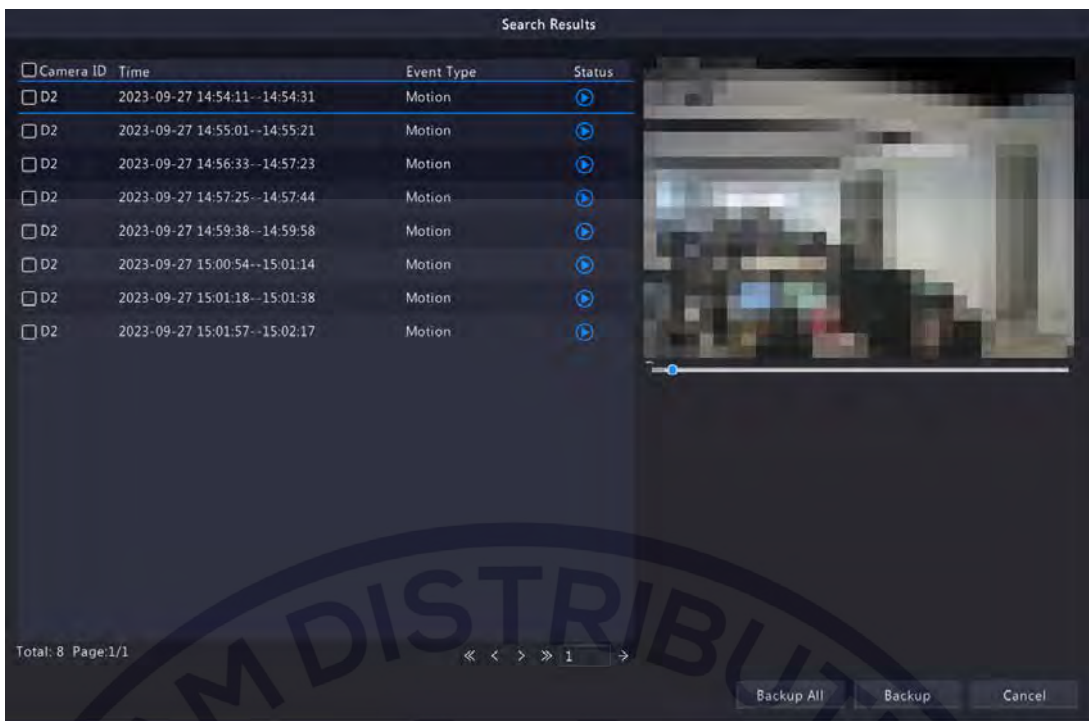 Search Results
Camera ID Time Event Type Status
D2 2023-09-27 14:54:11--14:54:31 Motion
D2 2023-09-27 14:55:01--14:55:21 Motion
D2 2023-09-27 14:56:33--14:57:23 Motion
D2 2023-09-27 14:57:25--14:57:44 Motion
D2 2023-09-27 14:59:38--14:59:58 Motion
D2 2023-09-27 15:00:54--15:01:14 Motion
D2 2023-09-27 15:01:18--15:01:38 Motion
D2 2023-09-27 15:01:57--15:02:17 Motion
Total: 8 Page:1/1 « < > » 1 →
Backup All Backup Cancel